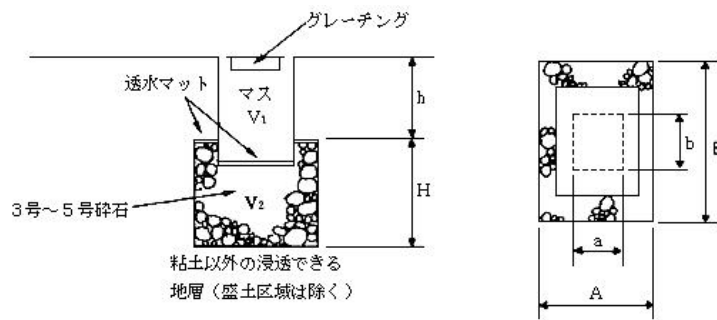 グレーチング
透水マット
マス
V₁
h
H
3号～5号砕石
V₂
粘土以外の浸透できる
地層（盛土区域は除く）
b
B
a
A